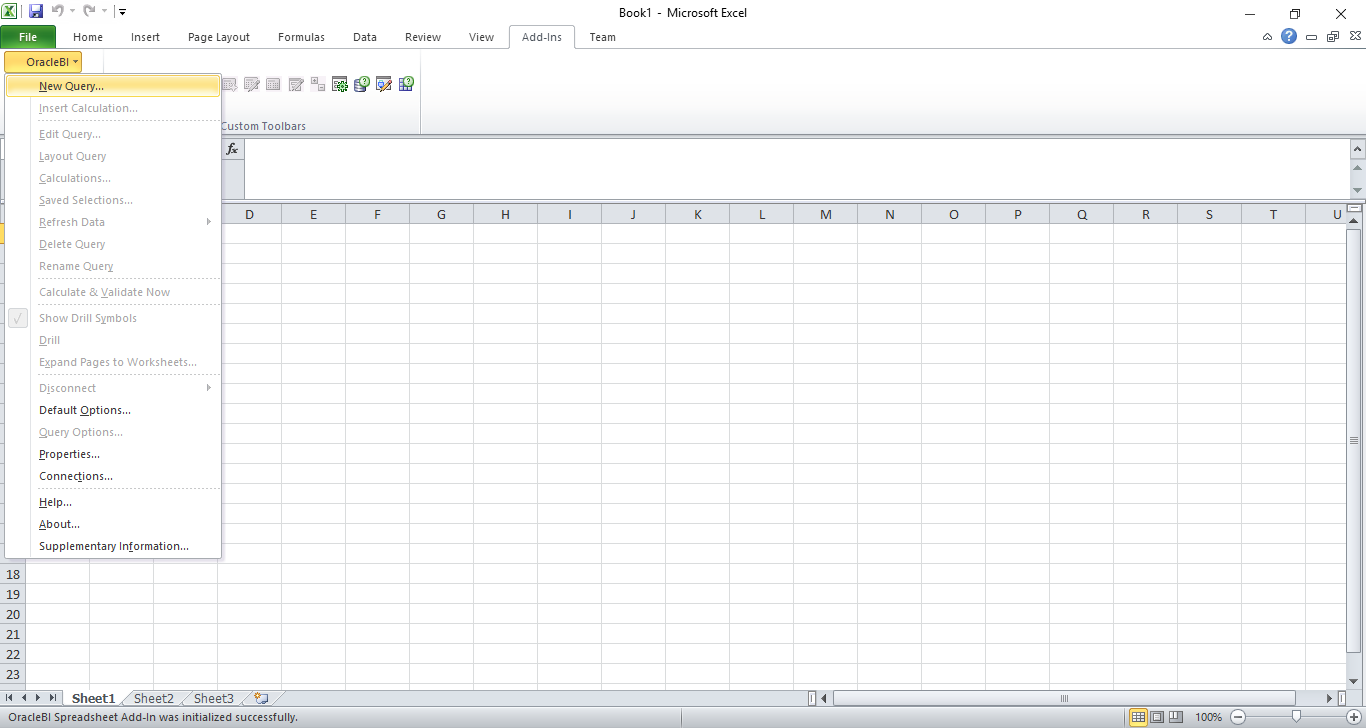 Book1 - Microsoft Excel
File Home Insert Page Layout Formulas Data Review View Add-Ins Team
OracleBI
New Query...
Insert Calculation...
Custom Toolbars
Edit Query...
fx
Layout Query
Calculations...
Saved Selections...
Refresh Data
D E F G H I J K L M N O P Q R S T U
Delete Query
Rename Query
Calculate & Validate Now
Show Drill Symbols
Drill
Expand Pages to Worksheets...
Disconnect
Default Options...
Query Options...
Properties...
Connections...
Help...
About...
Supplementary Information...
18
19
20
21
22
23
Sheet1 Sheet2 Sheet3
OracleBI Spreadsheet Add-In was initialized successfully. 100%